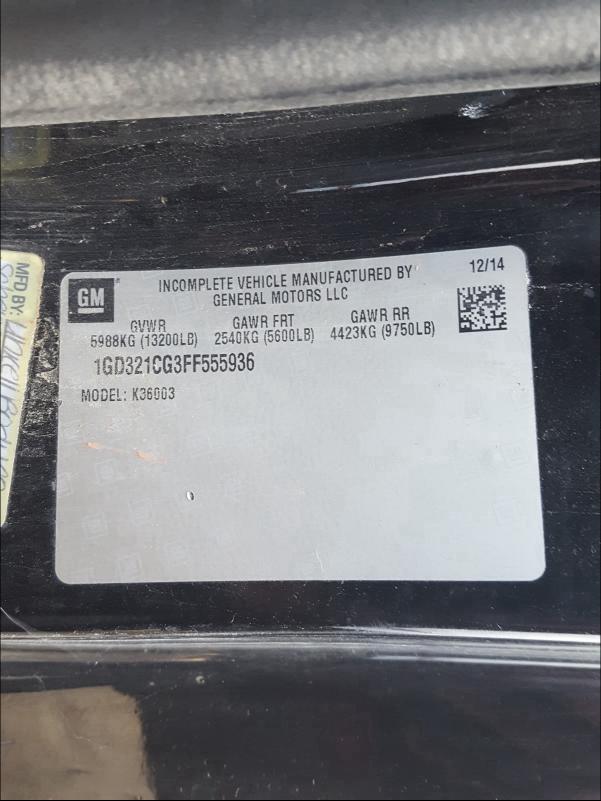 GM
INCOMPLETE VEHICLE MANUFACTURED BY
GENERAL MOTORS LLC
12/14
GVWR GAWR FRT GAWR RR
5988KG (13200LB) 2540KG (5600LB) 4423KG (9750LB)
1GD321CG3FF555936
MODEL: K36003
MFD BY: